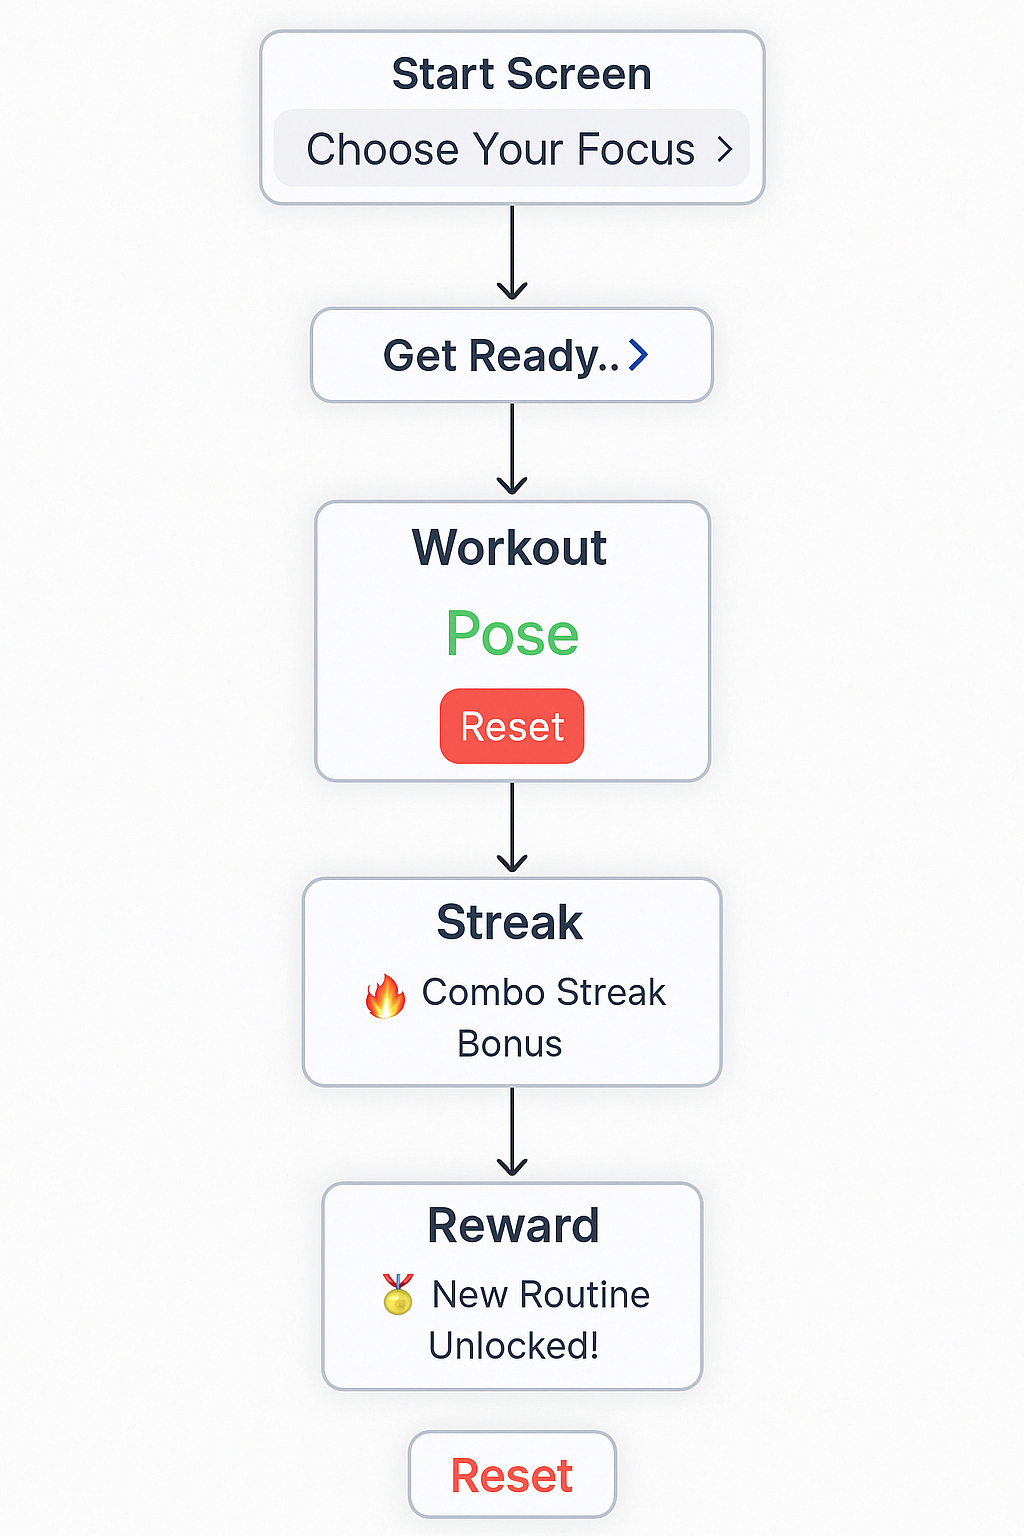 Start Screen
Choose Your Focus >
Get Ready..>
Workout
Pose
Reset
Streak
🔥 Combo Streak
Bonus
Reward
🏅 New Routine
Unlocked!
Reset